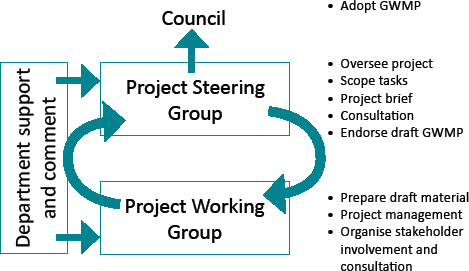 Council
• Adopt GWMP
Department support
and comment
Project Steering
Group
• Oversee project
• Scope tasks
• Project brief
• Consultation
• Endorse draft GWMP
Project Working
Group
• Prepare draft material
• Project management
• Organise stakeholder
involvement and
consultation